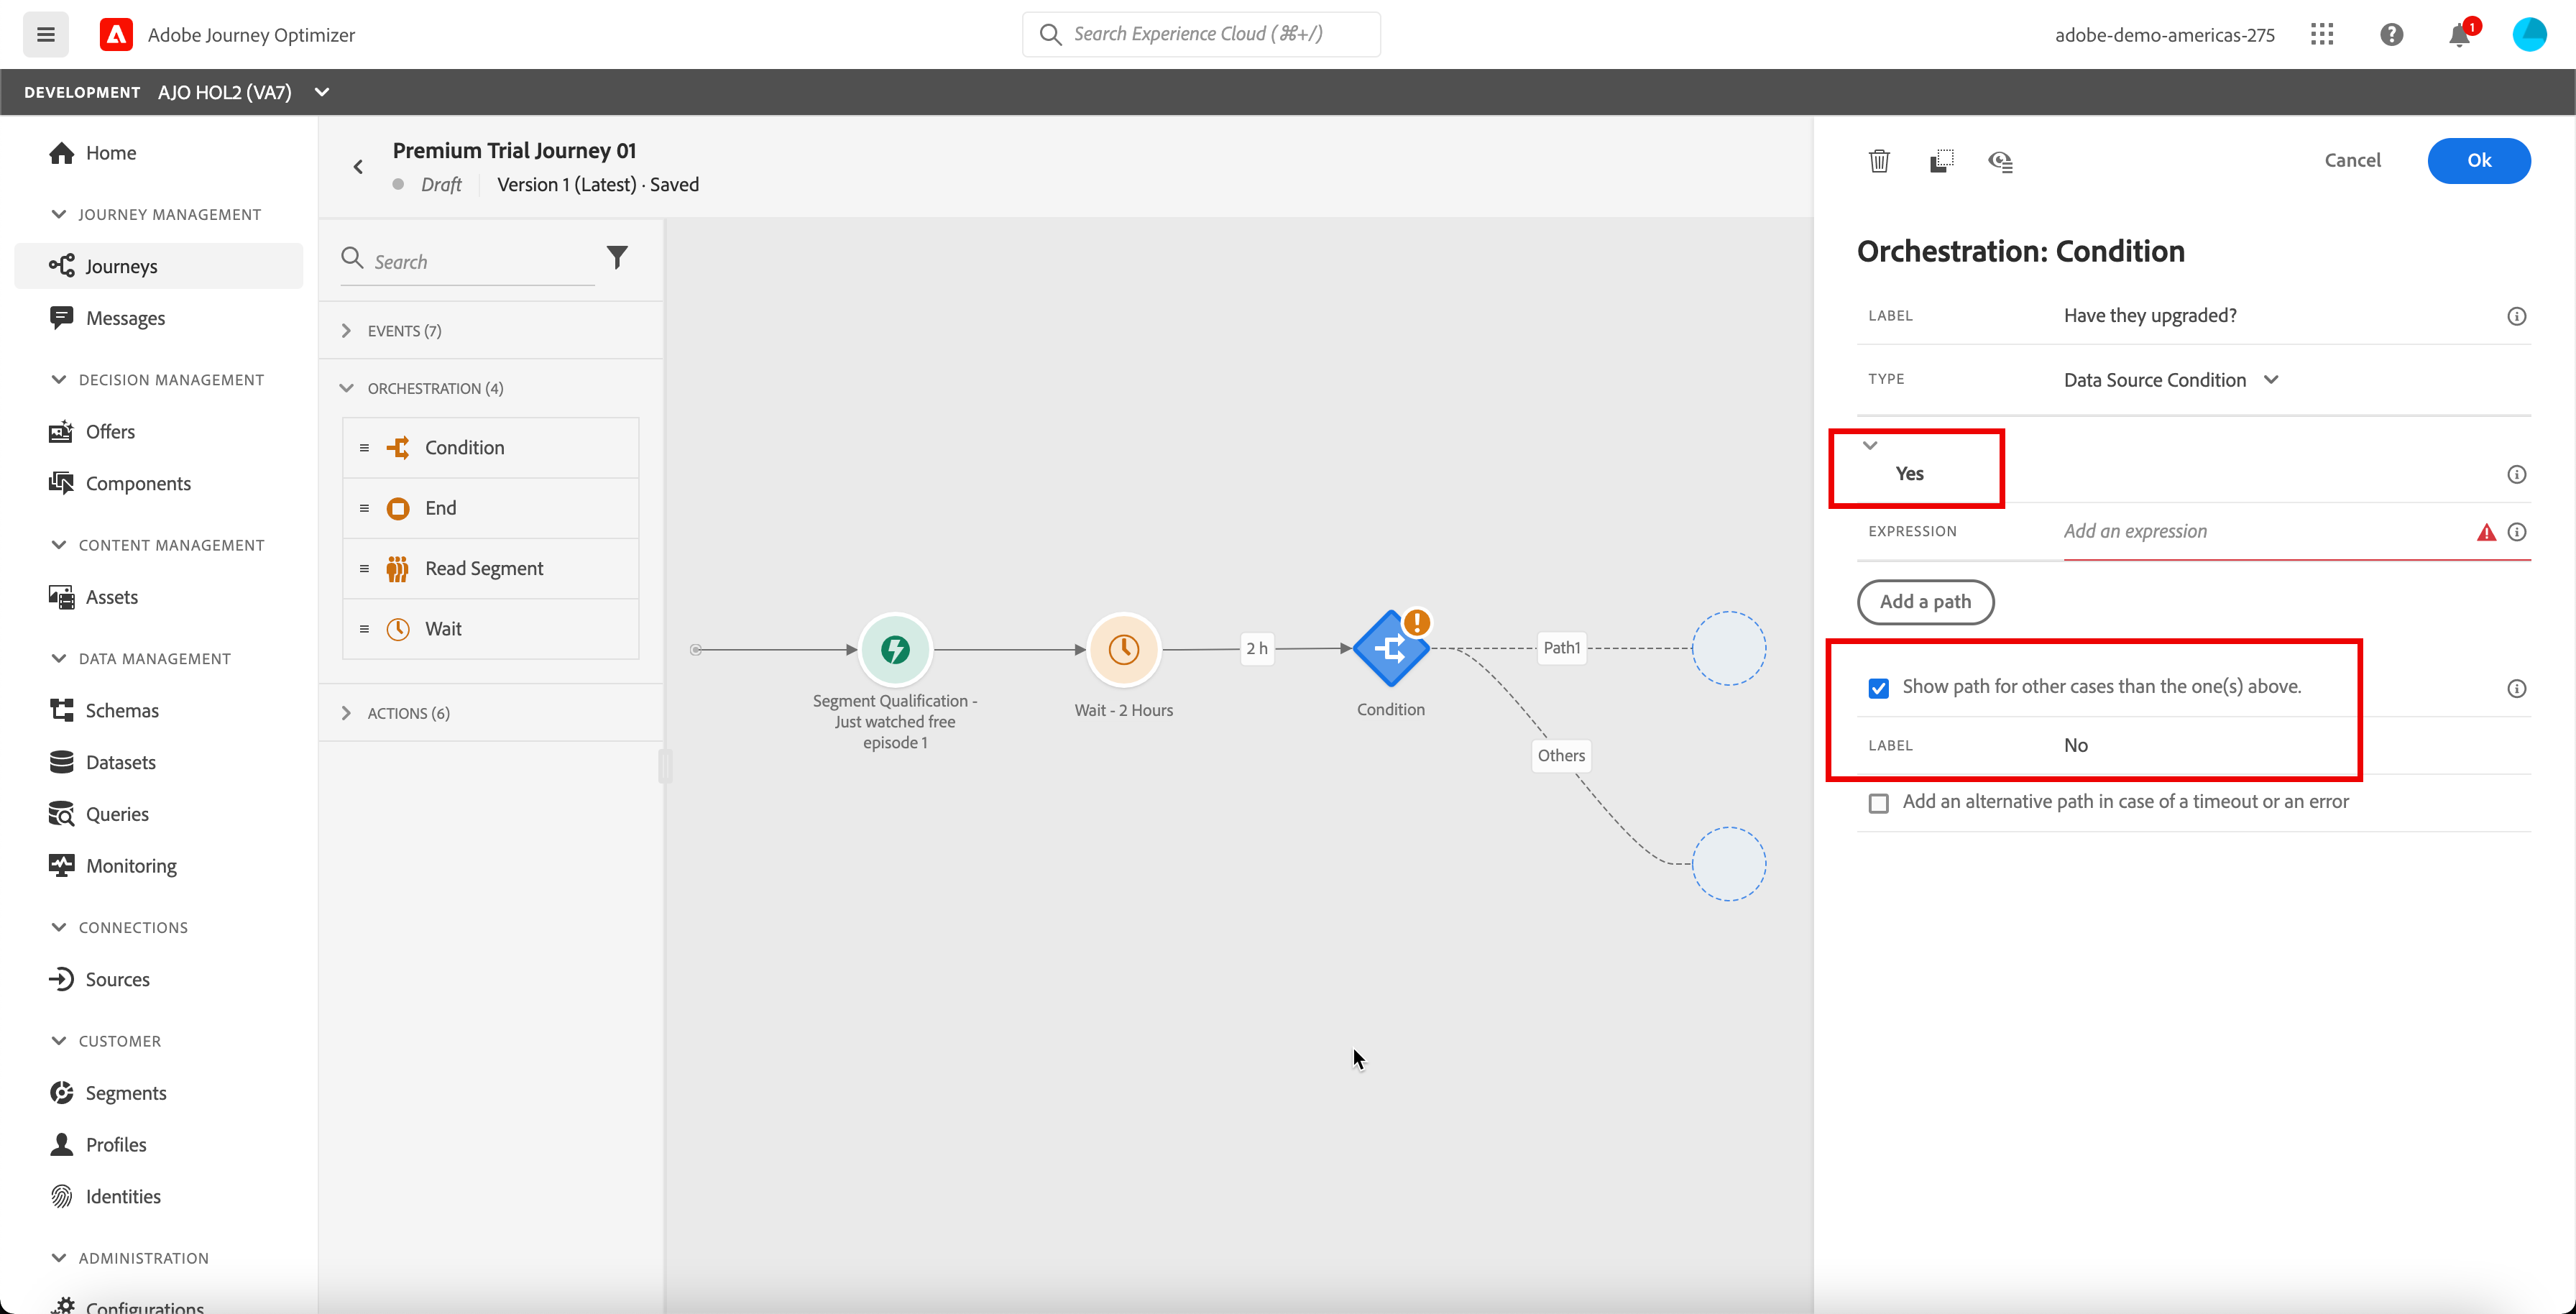 Adobe Journey Optimizer
Search Experience Cloud (⌘+/)
adobe-demo-americas-275
1
DEVELOPMENT AJO HOL2 (VA7)
Home
JOURNEY MANAGEMENT
Journeys
Messages
DECISION MANAGEMENT
Offers
Components
CONTENT MANAGEMENT
Assets
DATA MANAGEMENT
Schemas
Datasets
Queries
Monitoring
CONNECTIONS
Sources
CUSTOMER
Segments
Profiles
Identities
ADMINISTRATION
Configurations
Premium Trial Journey 01
Draft
Version 1 (Latest) · Saved
Search
EVENTS (7)
ORCHESTRATION (4)
Condition
End
Read Segment
Wait
ACTIONS (6)
Segment Qualification -
Just watched free
episode 1
Wait - 2 Hours
2 h
Condition
Path1
Others
Cancel
Ok
Orchestration: Condition
LABEL Have they upgraded?
TYPE Data Source Condition
Yes
EXPRESSION Add an expression
Add a path
Show path for other cases than the one(s) above.
LABEL No
Add an alternative path in case of a timeout or an error